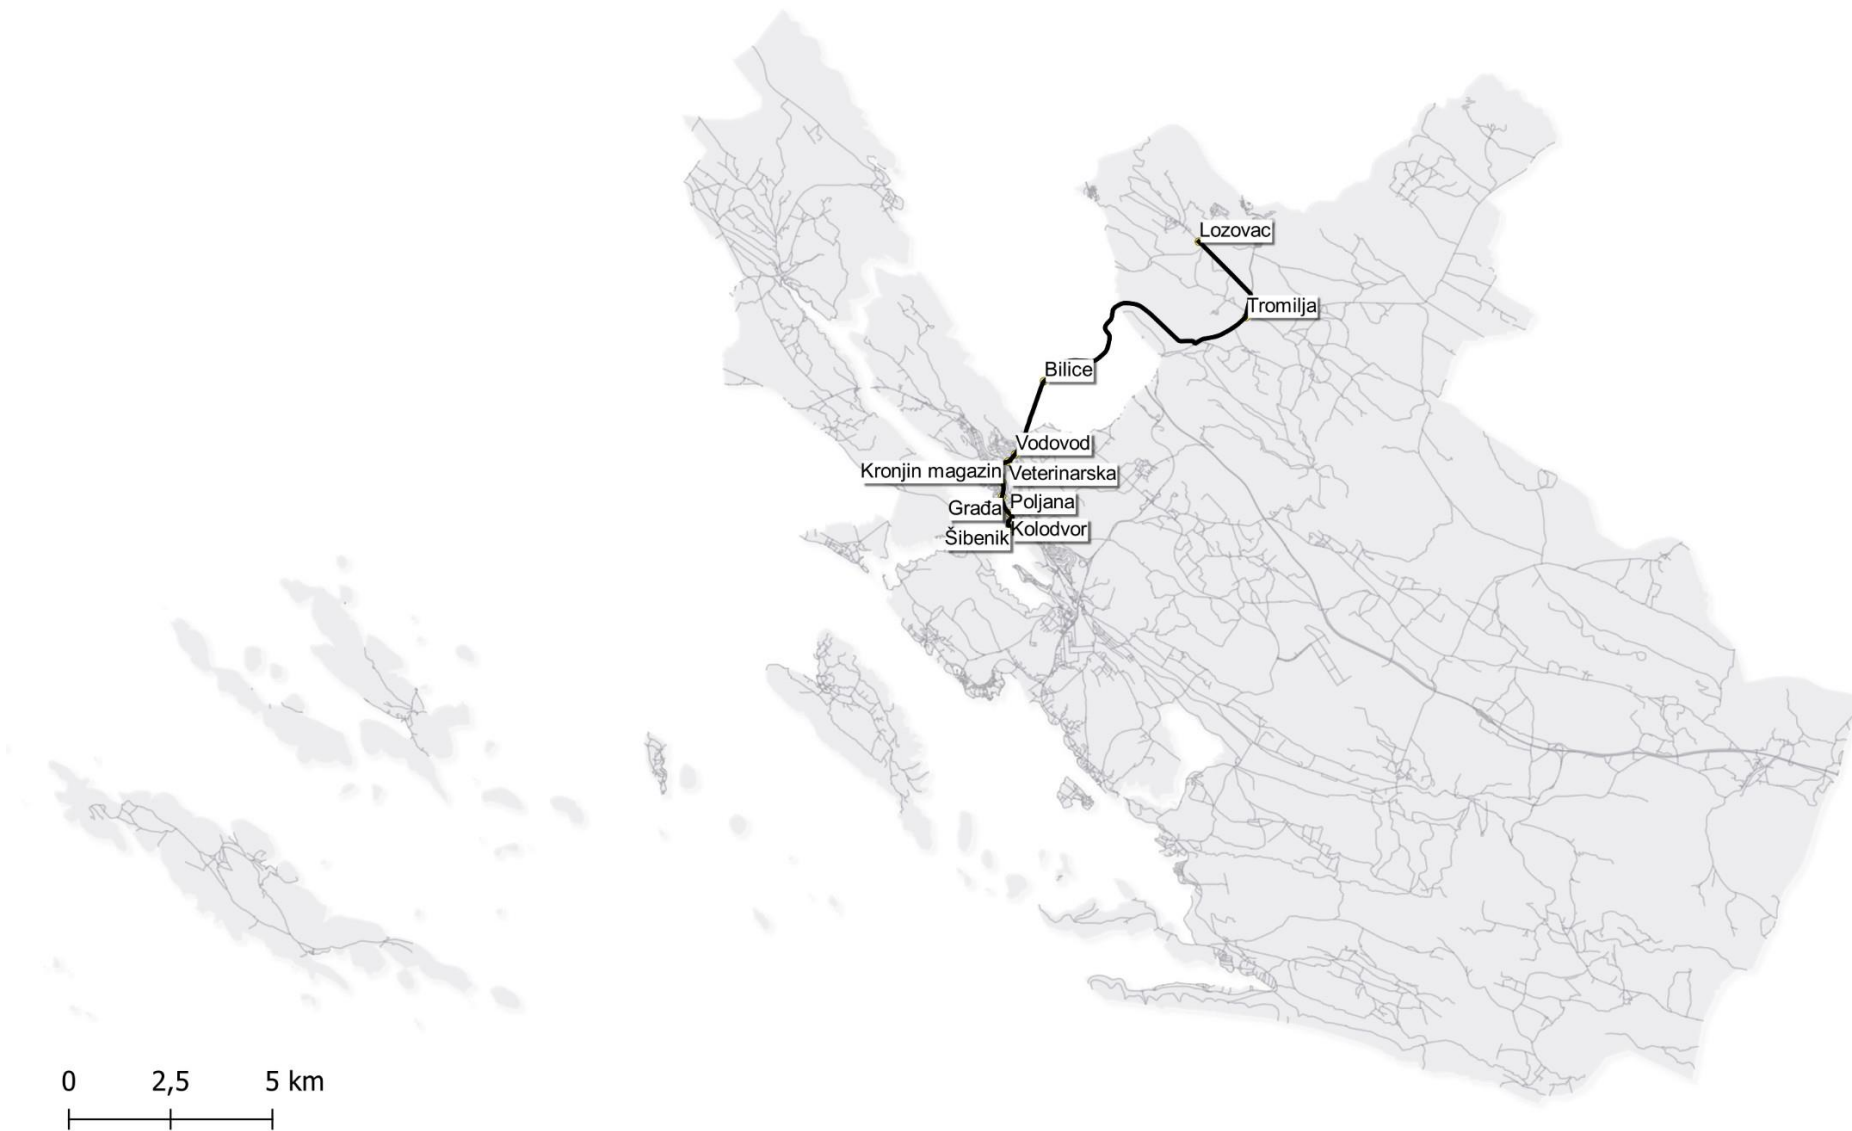 Lozovac
Tromilja
Bilice
Vodovod
Kronjin magazin
Veterinarska
Poljana
Građa
Kolodvor
Šibenik
0 2,5 5 km